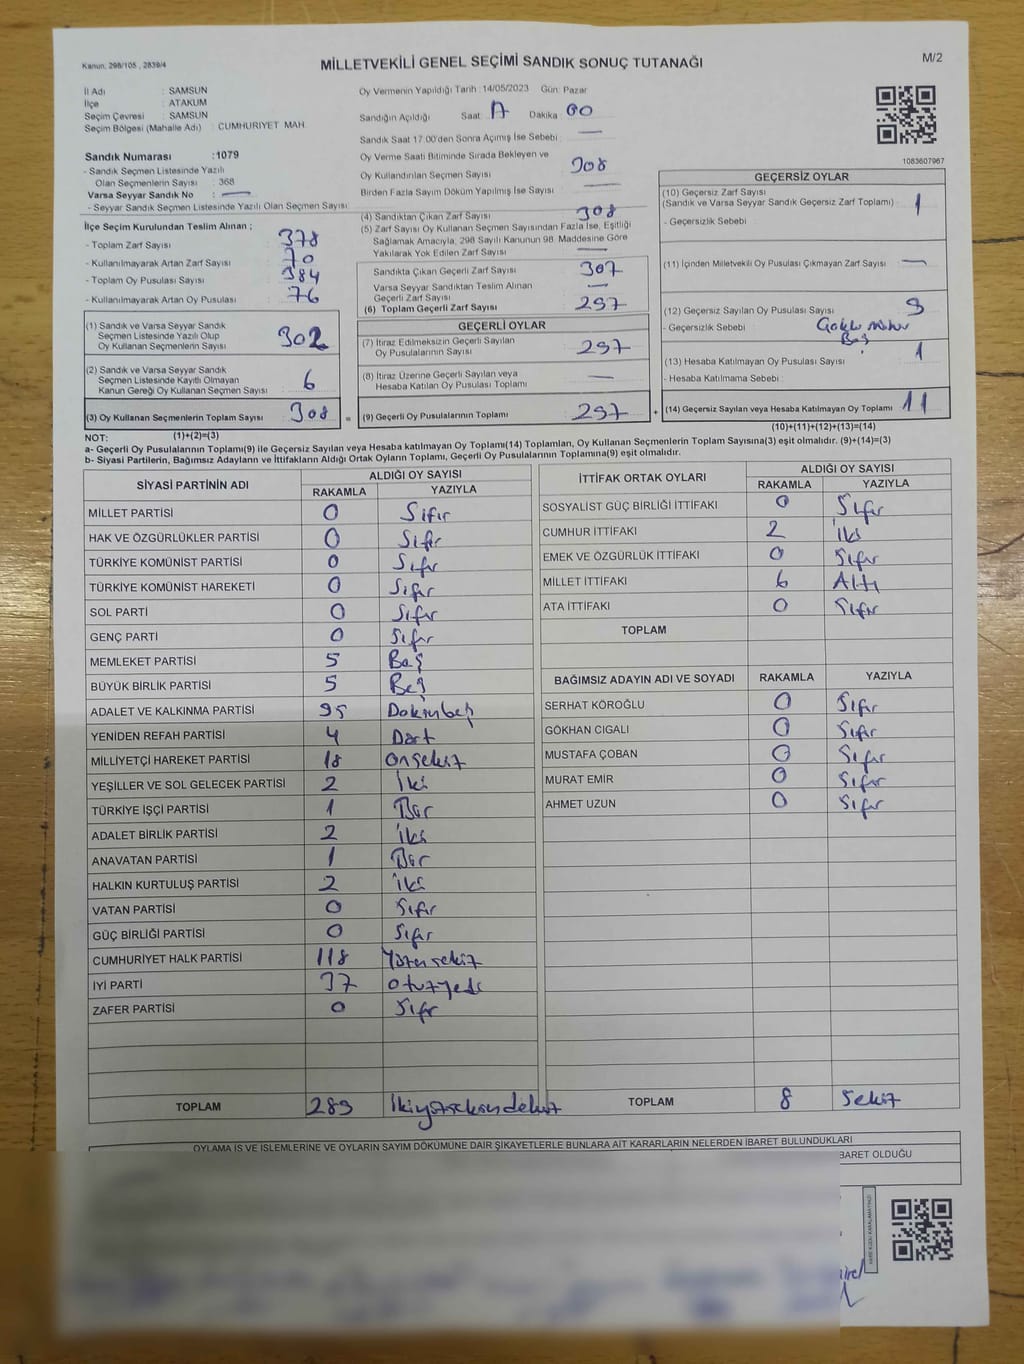 Kanun, 298/105 , 2839/4
MİLLETVEKİLİ GENEL SEÇİMİ SANDIK SONUÇ TUTANAĞI
M/2
İl Adı : SAMSUN
İlçe : ATAKUM
Seçim Çevresi : SAMSUN
Seçim Bölgesi (Mahalle Adı) : CUMHURIYET MAH.
Sandık Numarası :1079
- Sandık Seçmen Listesinde Yazılı
Olan Seçmenlerin Sayısı : 368
Varsa Seyyar Sandık No : —
- Seyyar Sandık Seçmen Listesinde Yazılı Olan Seçmen Sayısı
İlçe Seçim Kurulundan Teslim Alınan ;
- Toplam Zarf Sayısı 378
- Kullanılmayarak Artan Zarf Sayısı 70
- Toplam Oy Pusulası Sayısı 384
- Kullanılmayarak Artan Oy Pusulası 76
(1) Sandık ve Varsa Seyyar Sandık
Seçmen Listesinde Yazılı Olup
Oy Kullanan Seçmenlerin Sayısı 302
(2) Sandık ve Varsa Seyyar Sandık
Seçmen Listesinde Kayıtlı Olmayan
Kanun Gereği Oy Kullanan Seçmen Sayısı 6
(3) Oy Kullanan Seçmenlerin Toplam Sayısı 308 =
(1)+(2)=(3)
Oy Vermenin Yapıldığı Tarih :14/05/2023 Gün: Pazar
Sandığın Açıldığı Saat Dakika 00
Sandık Saat 17:00'den Sonra Açımış İse Sebebi : —
Oy Verme Saati Bitiminde Sırada Bekleyen ve
Oy Kullandırılan Seçmen Sayısı 308
Birden Fazla Sayım Döküm Yapılmış İse Sayısı —
(4) Sandıktan Çıkan Zarf Sayısı 308
(5) Zarf Sayısı Oy Kullanan Seçmen Sayısından Fazla İse, Eşitliği
Sağlamak Amacıyla, 298 Sayılı Kanunun 98. Maddesine Göre
Yakılarak Yok Edilen Zarf Sayısı —
Sandıkta Çıkan Geçerli Zarf Sayısı 307
Varsa Seyyar Sandıktan Teslim Alınan
Geçerli Zarf Sayısı —
(6) Toplam Geçerli Zarf Sayısı 297
GEÇERLİ OYLAR
(7) İtiraz Edilmeksizin Geçerli Sayılan
Oy Pusulalarının Sayısı 297
(8) İtiraz Üzerine Geçerli Sayılan veya
Hesaba Katılan Oy Pusulası Toplamı —
(9) Geçerli Oy Pusulalarının Toplamı 297 +
1083607967
GEÇERSİZ OYLAR
(10) Geçersiz Zarf Sayısı
(Sandık ve Varsa Seyyar Sandık Geçersiz Zarf Toplamı) : 1
- Geçersizlik Sebebi :
(11) İçinden Milletvekili Oy Pusulası Çıkmayan Zarf Sayısı : —
(12) Geçersiz Sayılan Oy Pusulası Sayısı : 9
- Geçersizlik Sebebi :
(13) Hesaba Katılmayan Oy Pusulası Sayısı : 1
- Hesaba Katılmama Sebebi :
(14) Geçersiz Sayılan veya Hesaba Katılmayan Oy Toplamı 11
(10)+(11)+(12)+(13)=(14)
NOT:
a- Geçerli Oy Pusulalarının Toplamı(9) ile Geçersiz Sayılan veya Hesaba katılmayan Oy Toplamı(14) Toplamları, Oy Kullanan Seçmenlerin Toplam Sayısına(3) eşit olmalıdır. (9)+(14)=(3)
b- Siyasi Partilerin, Bağımsız Adayların ve İttifakların Aldığı Ortak Oyların Toplamı, Geçerli Oy Pusulalarının Toplamına(9) eşit olmalıdır.
SİYASİ PARTİNİN ADI
ALDIĞI OY SAYISI
RAKAMLA YAZIYLA
MİLLET PARTİSİ 0 Sıfır
HAK VE ÖZGÜRLÜKLER PARTİSİ 0 Sıfır
TÜRKİYE KOMÜNİST PARTİSİ 0 Sıfır
TÜRKİYE KOMÜNİST HAREKETİ 0 Sıfır
SOL PARTİ 0 Sıfır
GENÇ PARTİ 0 Sıfır
MEMLEKET PARTİSİ 5 Beş
BÜYÜK BİRLİK PARTİSİ 5 Beş
ADALET VE KALKINMA PARTİSİ 95 Doksanbeş
YENİDEN REFAH PARTİSİ 4 Dört
MİLLİYETÇİ HAREKET PARTİSİ 18 Onsekiz
YEŞİLLER VE SOL GELECEK PARTİSİ 2 İki
TÜRKİYE İŞÇİ PARTİSİ 1 Bir
ADALET BİRLİK PARTİSİ 2 İki
ANAVATAN PARTİSİ 1 Bir
HALKIN KURTULUŞ PARTİSİ 2 İki
VATAN PARTİSİ 0 Sıfır
GÜÇ BİRLİĞİ PARTİSİ 0 Sıfır
CUMHURİYET HALK PARTİSİ 118 Yüzonsekiz
İYİ PARTİ 37 Otuzyedi
ZAFER PARTİSİ 0 Sıfır
TOPLAM 289
İTTİFAK ORTAK OYLARI
ALDIĞI OY SAYISI
RAKAMLA YAZIYLA
SOSYALİST GÜÇ BİRLİĞİ İTTİFAKI 0 Sıfır
CUMHUR İTTİFAKI 2 İki
EMEK VE ÖZGÜRLÜK İTTİFAKI 0 Sıfır
MİLLET İTTİFAKI 6 Altı
ATA İTTİFAKI 0 Sıfır
TOPLAM
BAĞIMSIZ ADAYIN ADI VE SOYADI RAKAMLA YAZIYLA
SERHAT KÖROĞLU 0 Sıfır
GÖKHAN CIGALI 0 Sıfır
MUSTAFA ÇOBAN 0 Sıfır
MURAT EMİR 0 Sıfır
AHMET UZUN 0 Sıfır
TOPLAM 8 Sekiz
OYLAMA İŞ VE İŞLEMLERİNE VE OYLARIN SAYIM DÖKÜMÜNE DAİR ŞİKAYETLERLE BUNLARA AİT KARARLARIN NELERDEN İBARET BULUNDUKLARI
BARET OLDUĞU